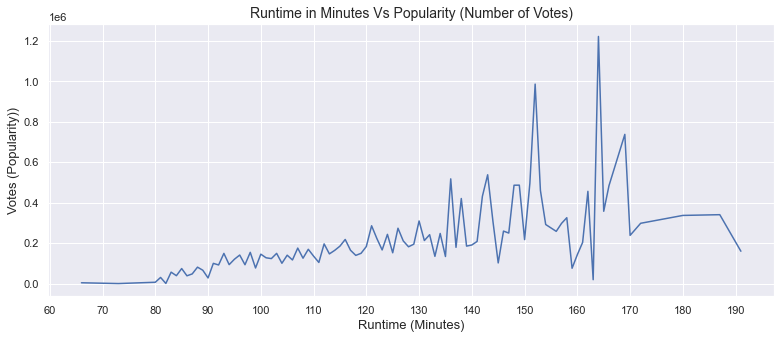 Runtime in Minutes Vs Popularity (Number of Votes)
1e6
1.2
1.0
0.8
0.6
0.4
0.2
0.0
Votes (Popularity))
60 70 80 90 100 110 120 130 140 150 160 170 180 190
Runtime (Minutes)